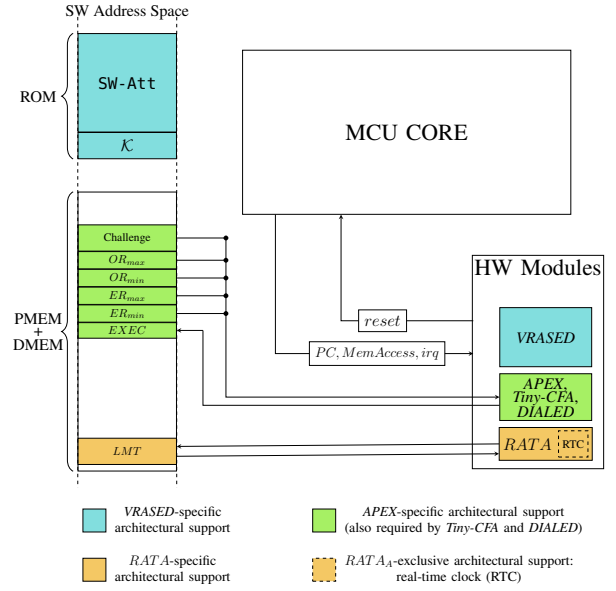 SW Address Space
ROM
SW-Att
K
MCU CORE
PMEM
+
DMEM
Challenge
OR_max
OR_min
ER_max
ER_min
EXEC
LMT
reset
PC, MemAccess, irq
HW Modules
VRASED
APEX,
Tiny-CFA,
DIALED
RATA
RTC
VRASED-specific
architectural support
APEX-specific architectural support
(also required by Tiny-CFA and DIALED)
RATA-specific
architectural support
RATA_A-exclusive architectural support:
real-time clock (RTC)